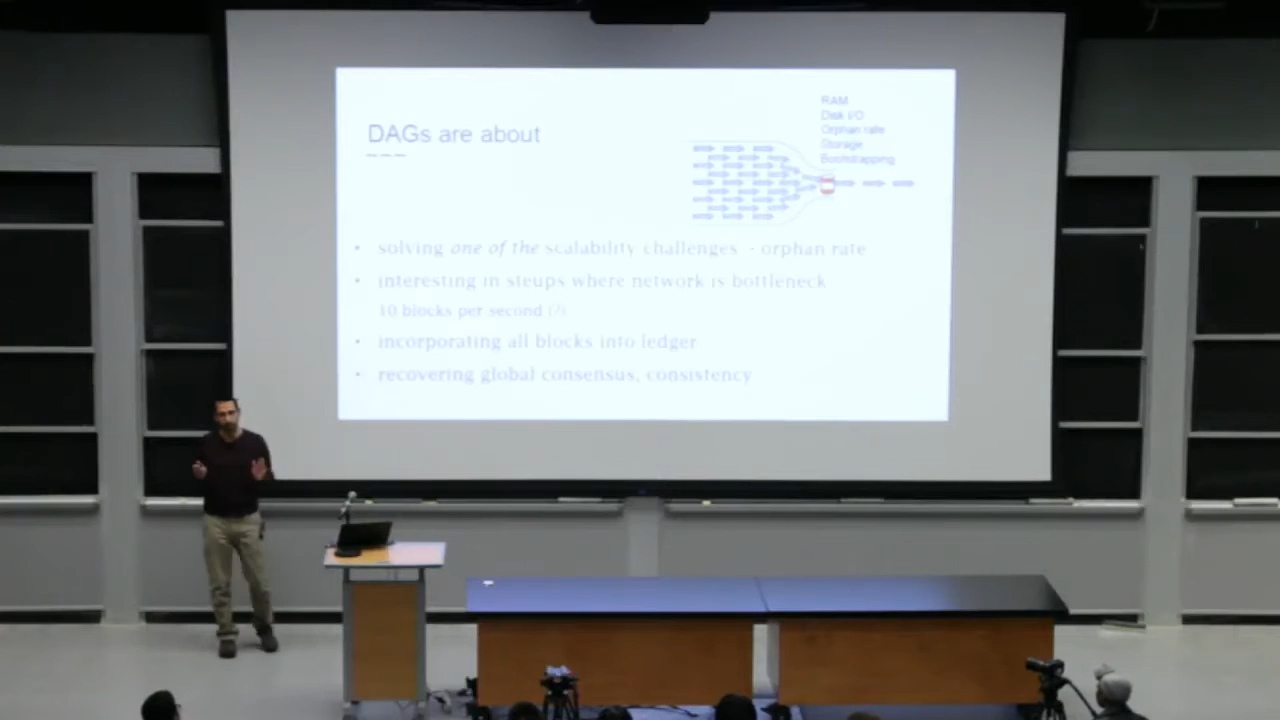 DAGs are about
RAM
Disk I/O
Orphan rate
Storage
Bootstrapping
• solving one of the scalability challenges - orphan rate
• interesting in steups where network is bottleneck
10 blocks per second (?)
• incorporating all blocks into ledger
• recovering global consensus, consistency